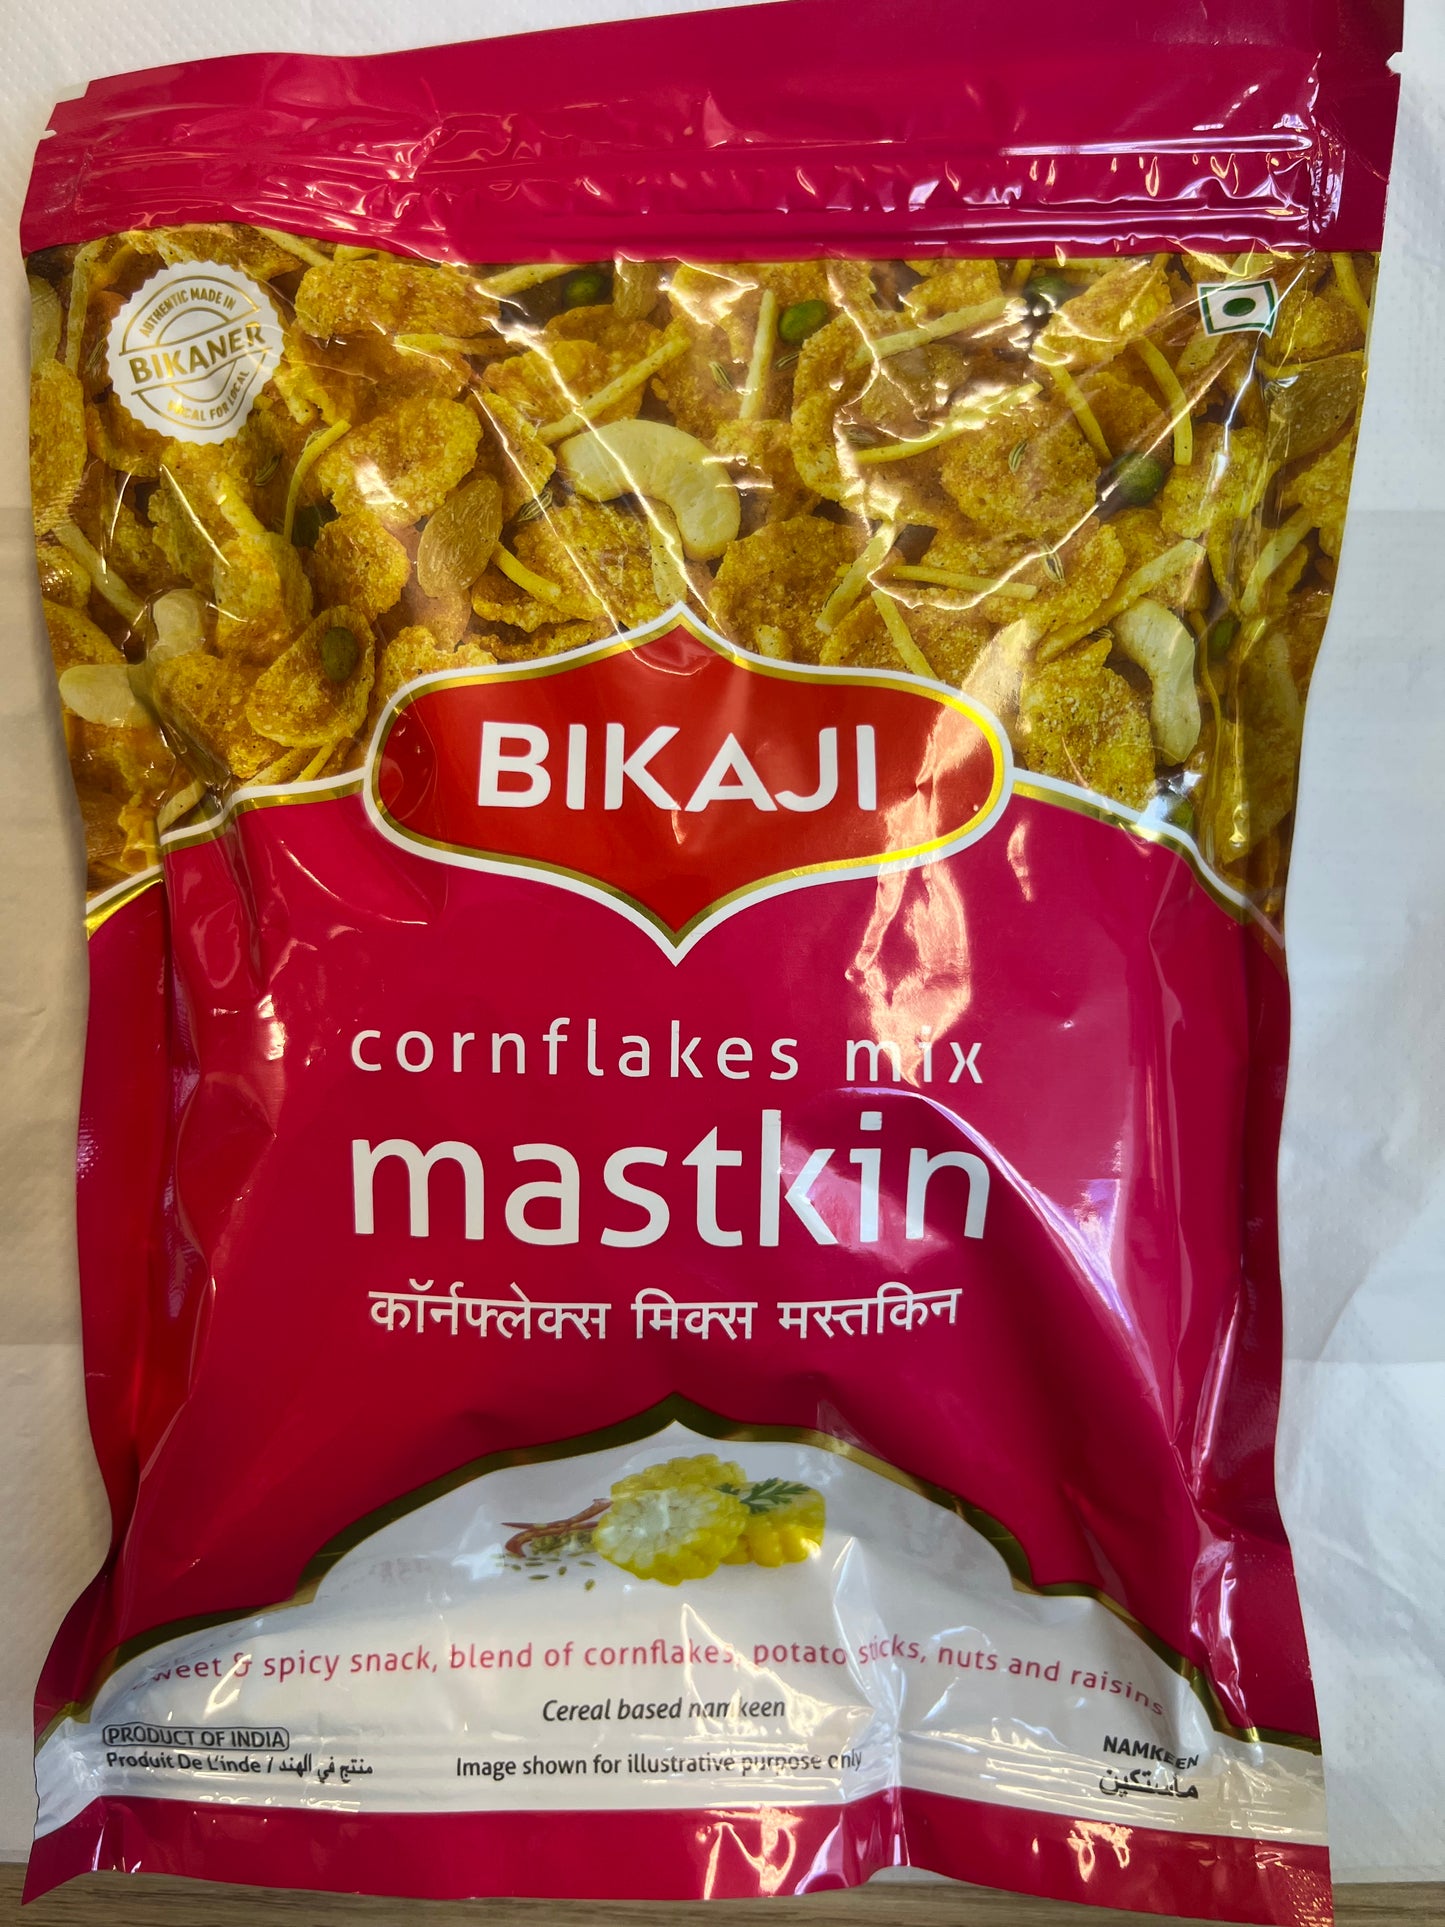 AUTHENTIC MADE IN
BIKANER
VOCAL FOR LOCAL
BIKAJI
cornflakes mix
mastkin
कॉर्नफ्लेक्स मिक्स मस्तकिन
sweet & spicy snack, blend of cornflakes, potato sticks, nuts and raisins
Cereal based namkeen
PRODUCT OF INDIA
Produit De L'inde / منتج في الهند
Image shown for illustrative purpose only
NAMKEEN